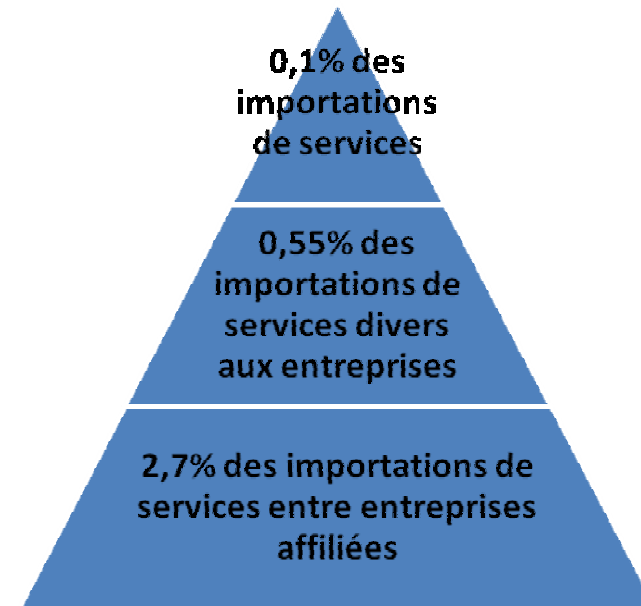 0,1% des
importations
de services
0,55% des
importations de
services divers
aux entreprises
2,7% des importations de
services entre entreprises
affiliées